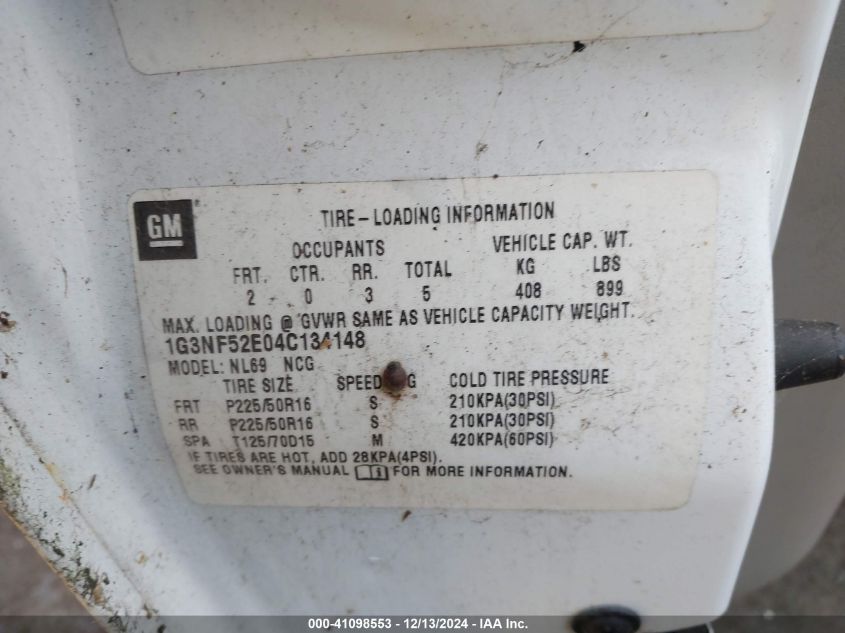 GM
TIRE-LOADING INFORMATION
OCCUPANTS VEHICLE CAP. WT.
FRT. CTR. RR. TOTAL KG LBS
2 0 3 5 408 899
MAX. LOADING @ GVWR SAME AS VEHICLE CAPACITY WEIGHT.
1G3NF52E04C134148
MODEL: NL69 NCG
TIRE SIZE SPEED G COLD TIRE PRESSURE
FRT P225/50R16 S 210KPA(30PSI)
RR P225/50R16 S 210KPA(30PSI)
SPA T125/70D15 M 420KPA(60PSI)
IF TIRES ARE HOT, ADD 28KPA(4PSI).
SEE OWNER'S MANUAL FOR MORE INFORMATION.
000-41098553 - 12/13/2024 - IAA Inc.